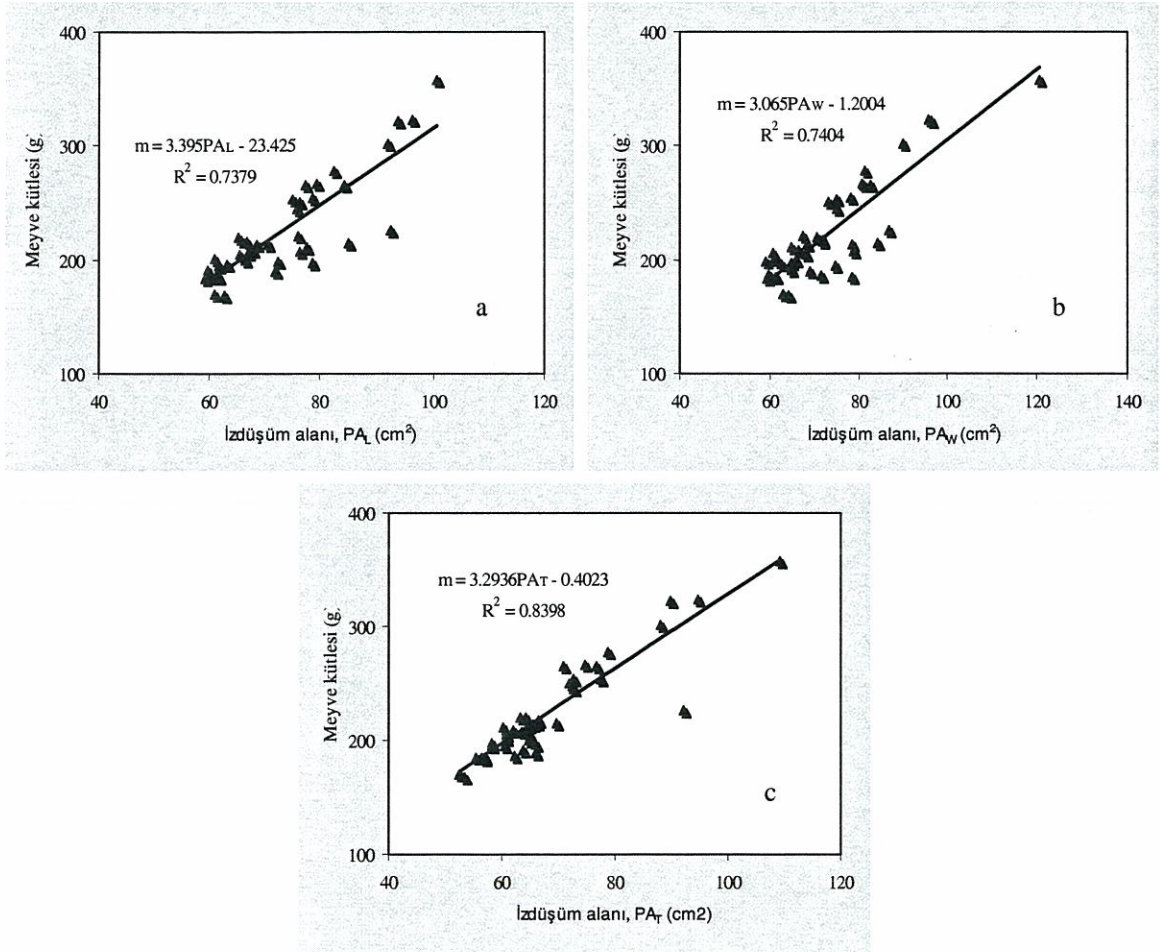 400
300
200
100
Meyve kütlesi (g)
m = 3.395PAL - 23.425
R² = 0.7379
a
40 60 80 100 120
İzdüşüm alanı, PAL (cm²)
400
300
200
100
Meyve kütlesi (g)
m = 3.065PAw - 1.2004
R² = 0.7404
b
40 60 80 100 120 140
İzdüşüm alanı, PAW (cm²)
400
300
200
100
Meyve kütlesi (g)
m = 3.2936PAT - 0.4023
R² = 0.8398
c
40 60 80 100 120
İzdüşüm alanı, PAT (cm2)